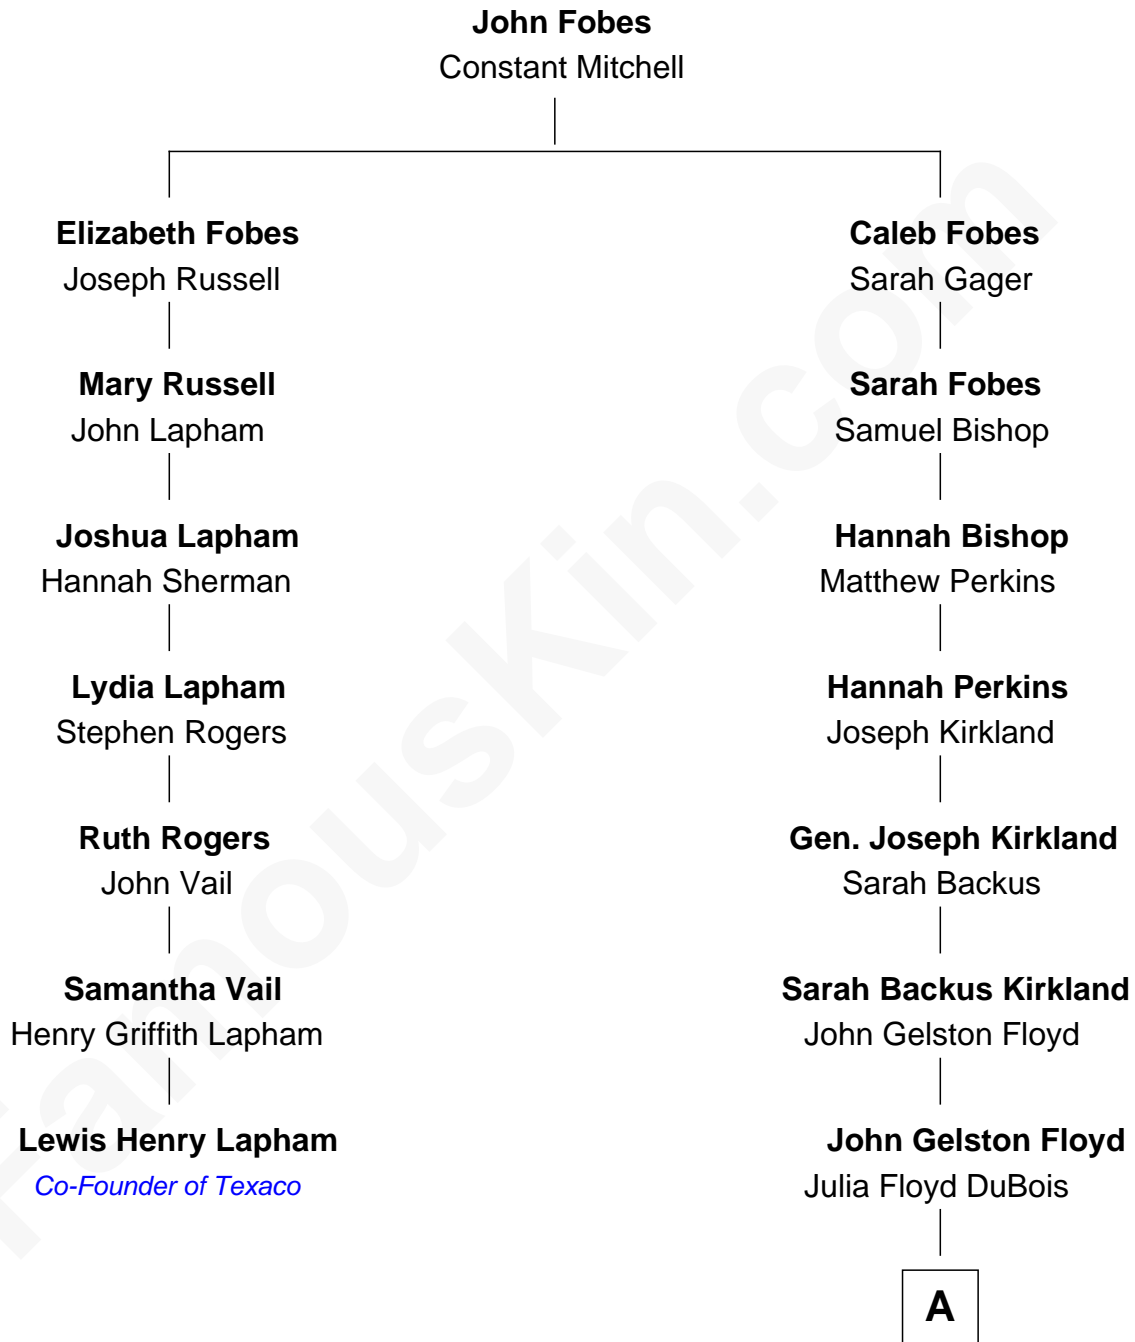 John Fobes
Constant Mitchell
Elizabeth Fobes
Joseph Russell
Caleb Fobes
Sarah Gager
Mary Russell
John Lapham
Sarah Fobes
Samuel Bishop
Joshua Lapham
Hannah Sherman
Hannah Bishop
Matthew Perkins
Lydia Lapham
Stephen Rogers
Hannah Perkins
Joseph Kirkland
Ruth Rogers
John Vail
Gen. Joseph Kirkland
Sarah Backus
Samantha Vail
Henry Griffith Lapham
Sarah Backus Kirkland
John Gelston Floyd
Lewis Henry Lapham
Co-Founder of Texaco
John Gelston Floyd
Julia Floyd DuBois
A
FamousKin.com